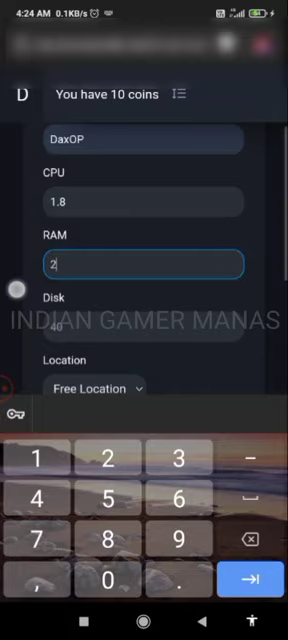 4:24 AM 0.1KB/s
D You have 10 coins
DaxOP
CPU
1.8
RAM
2
Disk
INDIAN GAMER MANAS
40
Location
Free Location
1 2 3 –
4 5 6
7 8 9
, 0 .